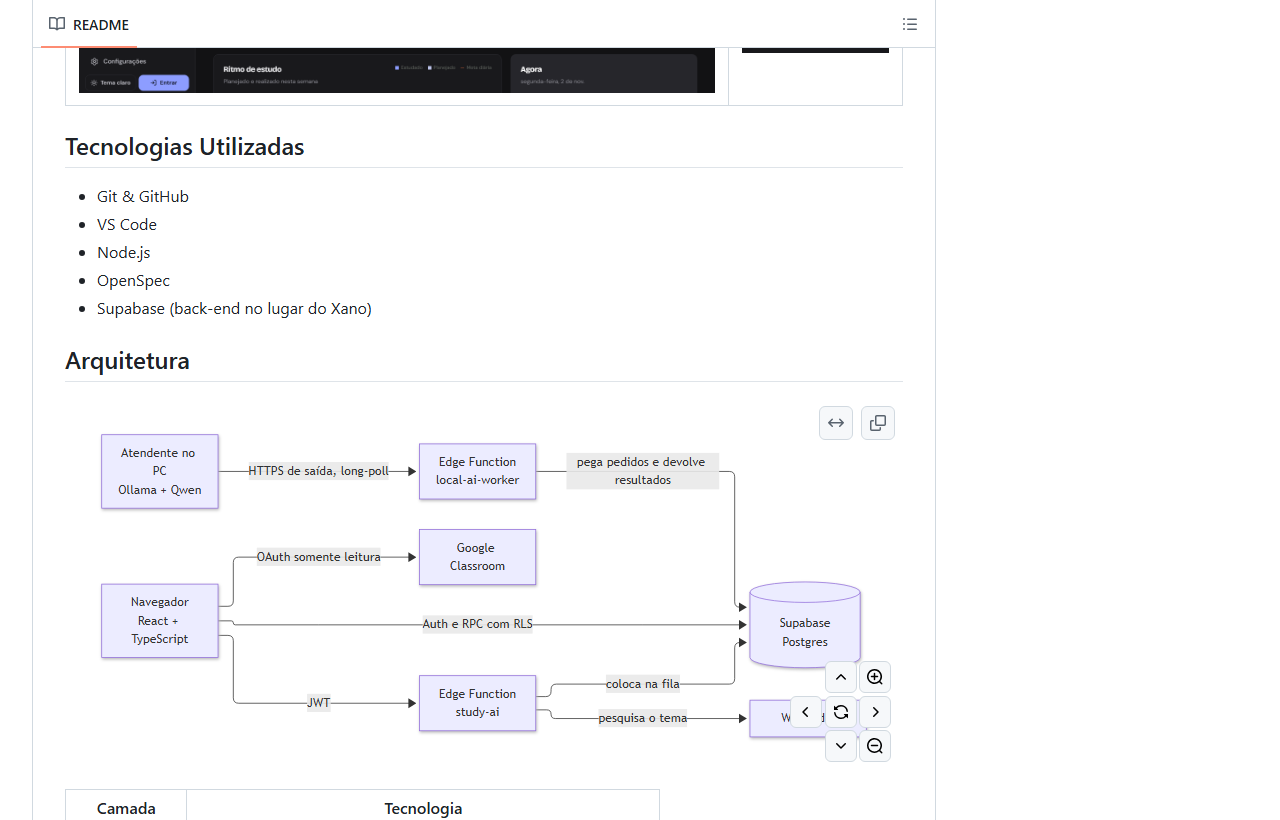 README
Configurações
Tema claro
Entrar
Ritmo de estudo
Planejado e realizado nesta semana
Estudado
Planejado
Meta diária
Agora
segunda-feira, 2 de nov.
Tecnologias Utilizadas
Git & GitHub
VS Code
Node.js
OpenSpec
Supabase (back-end no lugar do Xano)
Arquitetura
Atendente no
PC
Ollama + Qwen
HTTPS de saída, long-poll
Edge Function
local-ai-worker
pega pedidos e devolve
resultados
OAuth somente leitura
Google
Classroom
Navegador
React +
TypeScript
Auth e RPC com RLS
Supabase
Postgres
JWT
Edge Function
study-ai
coloca na fila
pesquisa o tema
Camada
Tecnologia